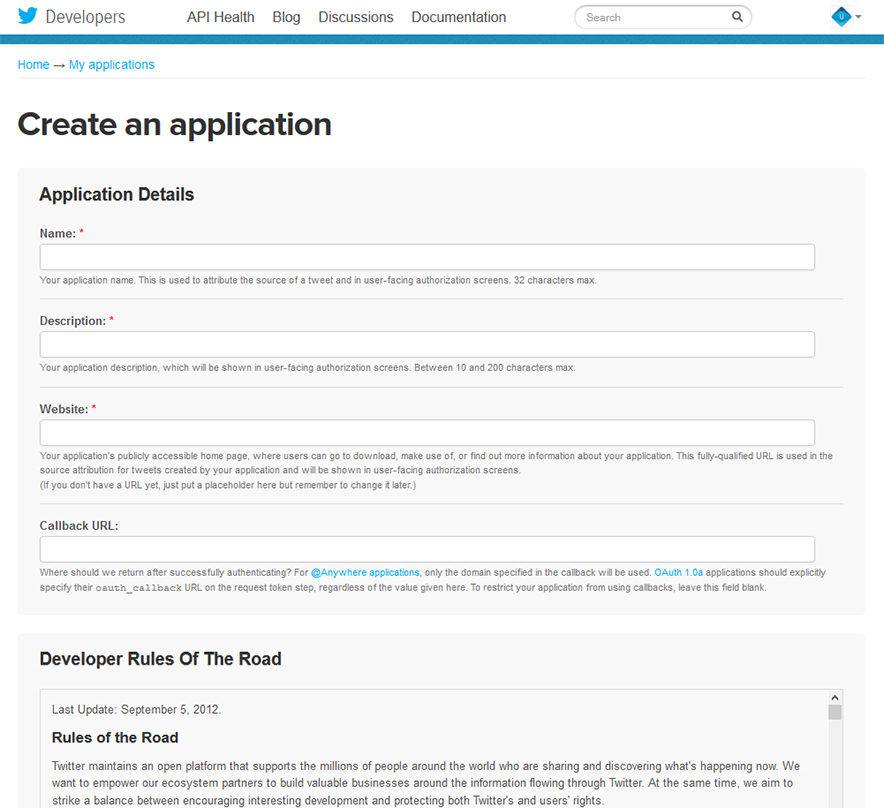 Developers API Health Blog Discussions Documentation Search
Home → My applications
Create an application
Application Details
Name: *
Your application name. This is used to attribute the source of a tweet and in user-facing authorization screens. 32 characters max.
Description: *
Your application description, which will be shown in user-facing authorization screens. Between 10 and 200 characters max.
Website: *
Your application's publicly accessible home page, where users can go to download, make use of, or find out more information about your application. This fully-qualified URL is used in the
source attribution for tweets created by your application and will be shown in user-facing authorization screens.
(If you don't have a URL yet, just put a placeholder here but remember to change it later.)
Callback URL:
Where should we return after successfully authenticating? For @Anywhere applications, only the domain specified in the callback will be used. OAuth 1.0a applications should explicitly
specify their oauth_callback URL on the request token step, regardless of the value given here. To restrict your application from using callbacks, leave this field blank.
Developer Rules Of The Road
Last Update: September 5, 2012.
Rules of the Road
Twitter maintains an open platform that supports the millions of people around the world who are sharing and discovering what's happening now. We
want to empower our ecosystem partners to build valuable businesses around the information flowing through Twitter. At the same time, we aim to
strike a balance between encouraging interesting development and protecting both Twitter's and users' rights.